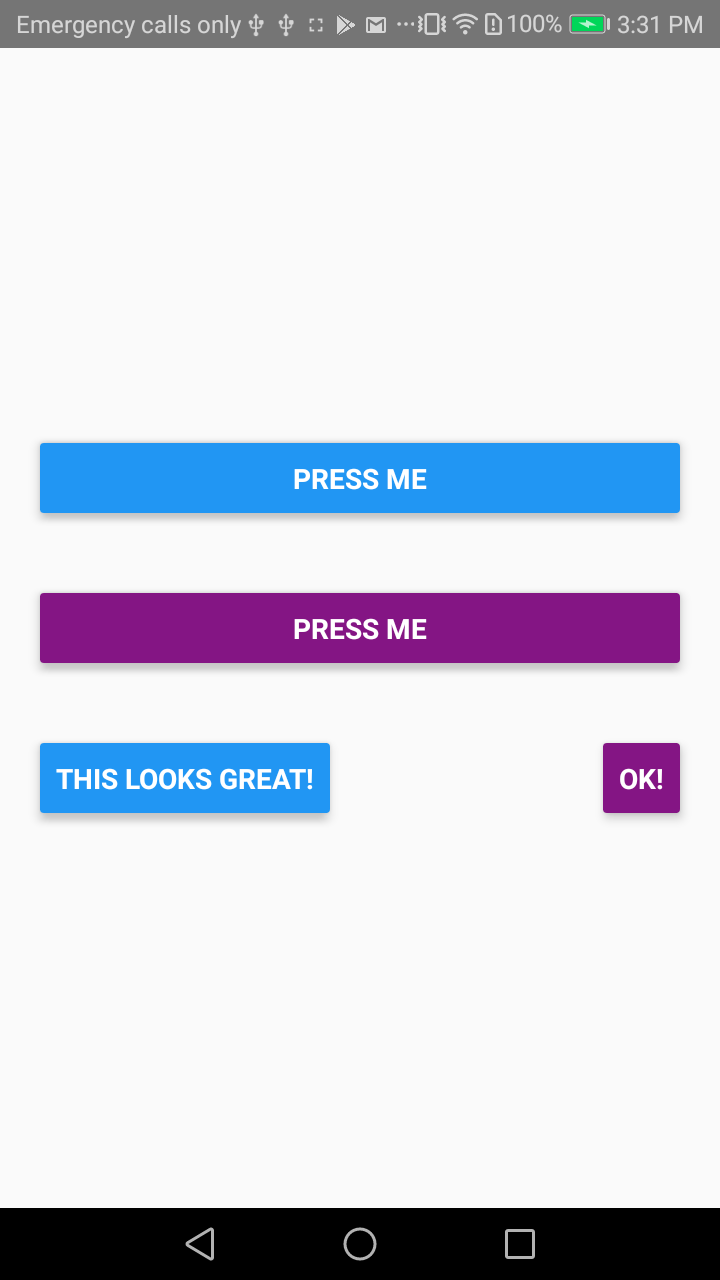 Emergency calls only 100% 3:31 PM
PRESS ME
PRESS ME
THIS LOOKS GREAT! OK!